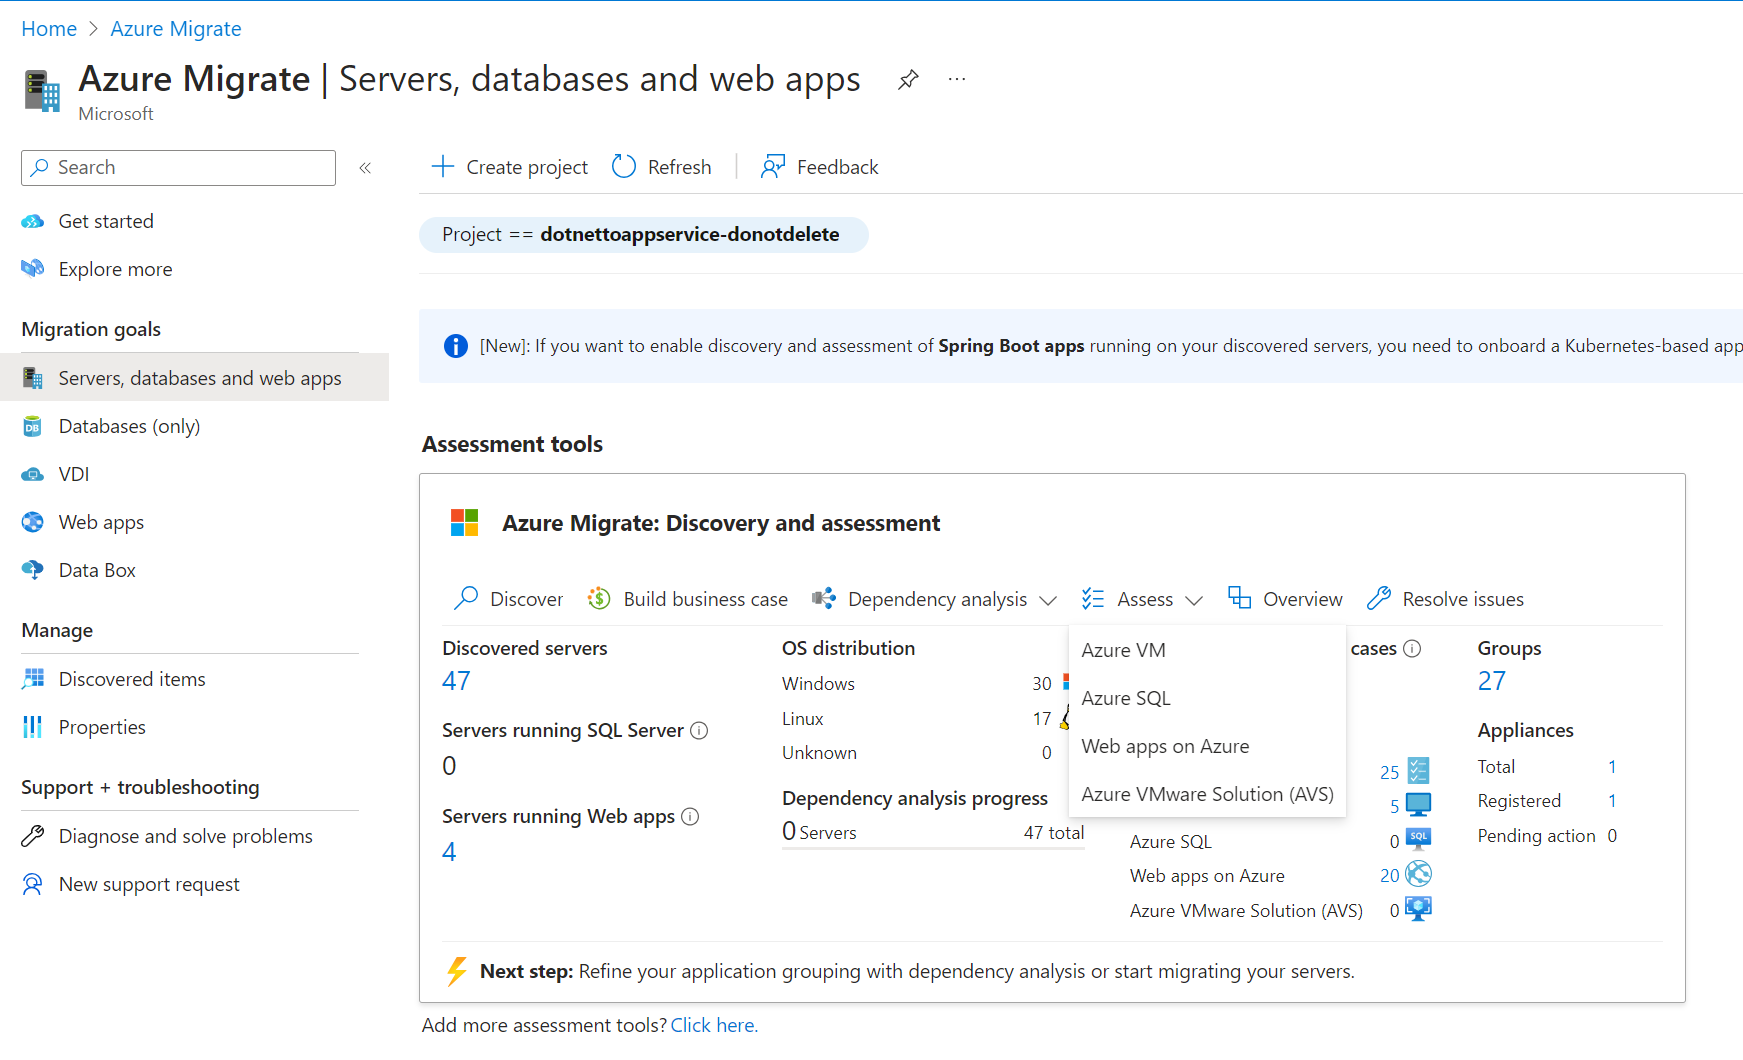 Home > Azure Migrate
Azure Migrate | Servers, databases and web apps
Microsoft
Search
Get started
Explore more
Migration goals
Servers, databases and web apps
Databases (only)
VDI
Web apps
Data Box
Manage
Discovered items
Properties
Support + troubleshooting
Diagnose and solve problems
New support request
Create project
Refresh
Feedback
Project == dotnettoappservice-donotdelete
[New]: If you want to enable discovery and assessment of Spring Boot apps running on your discovered servers, you need to onboard a Kubernetes-based app
Assessment tools
Azure Migrate: Discovery and assessment
Discover
Build business case
Dependency analysis
Assess
Overview
Resolve issues
Discovered servers
47
Servers running SQL Server
0
Servers running Web apps
4
OS distribution
Windows 30
Linux 17
Unknown 0
Dependency analysis progress
0 Servers 47 total
Azure VM
Azure SQL
Web apps on Azure
Azure VMware Solution (AVS)
cases
25
5
Azure SQL 0
Web apps on Azure 20
Azure VMware Solution (AVS) 0
Groups
27
Appliances
Total 1
Registered 1
Pending action 0
Next step: Refine your application grouping with dependency analysis or start migrating your servers.
Add more assessment tools? Click here.
DB
SQL